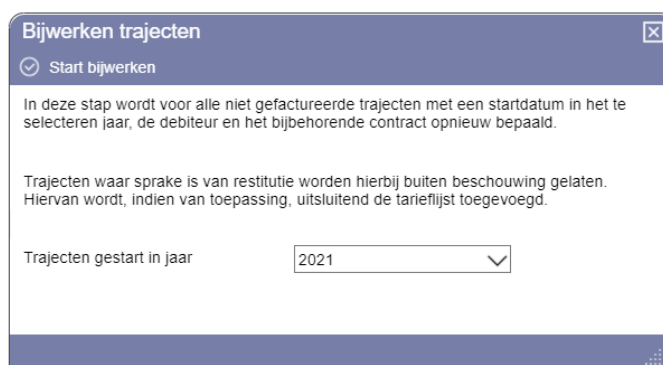 Bijwerken trajecten
Start bijwerken
In deze stap wordt voor alle niet gefactureerde trajecten met een startdatum in het te
selecteren jaar, de debiteur en het bijbehorende contract opnieuw bepaald.
Trajecten waar sprake is van restitutie worden hierbij buiten beschouwing gelaten.
Hiervan wordt, indien van toepassing, uitsluitend de tarieflijst toegevoegd.
Trajecten gestart in jaar 2021